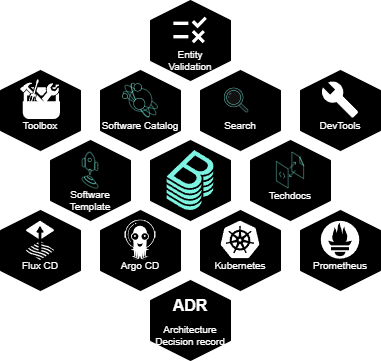 Entity
Validation
Toolbox
Software Catalog
Search
DevTools
Software
Template
B
Techdocs
Flux CD
Argo CD
Kubernetes
Prometheus
ADR
Architecture
Decision record